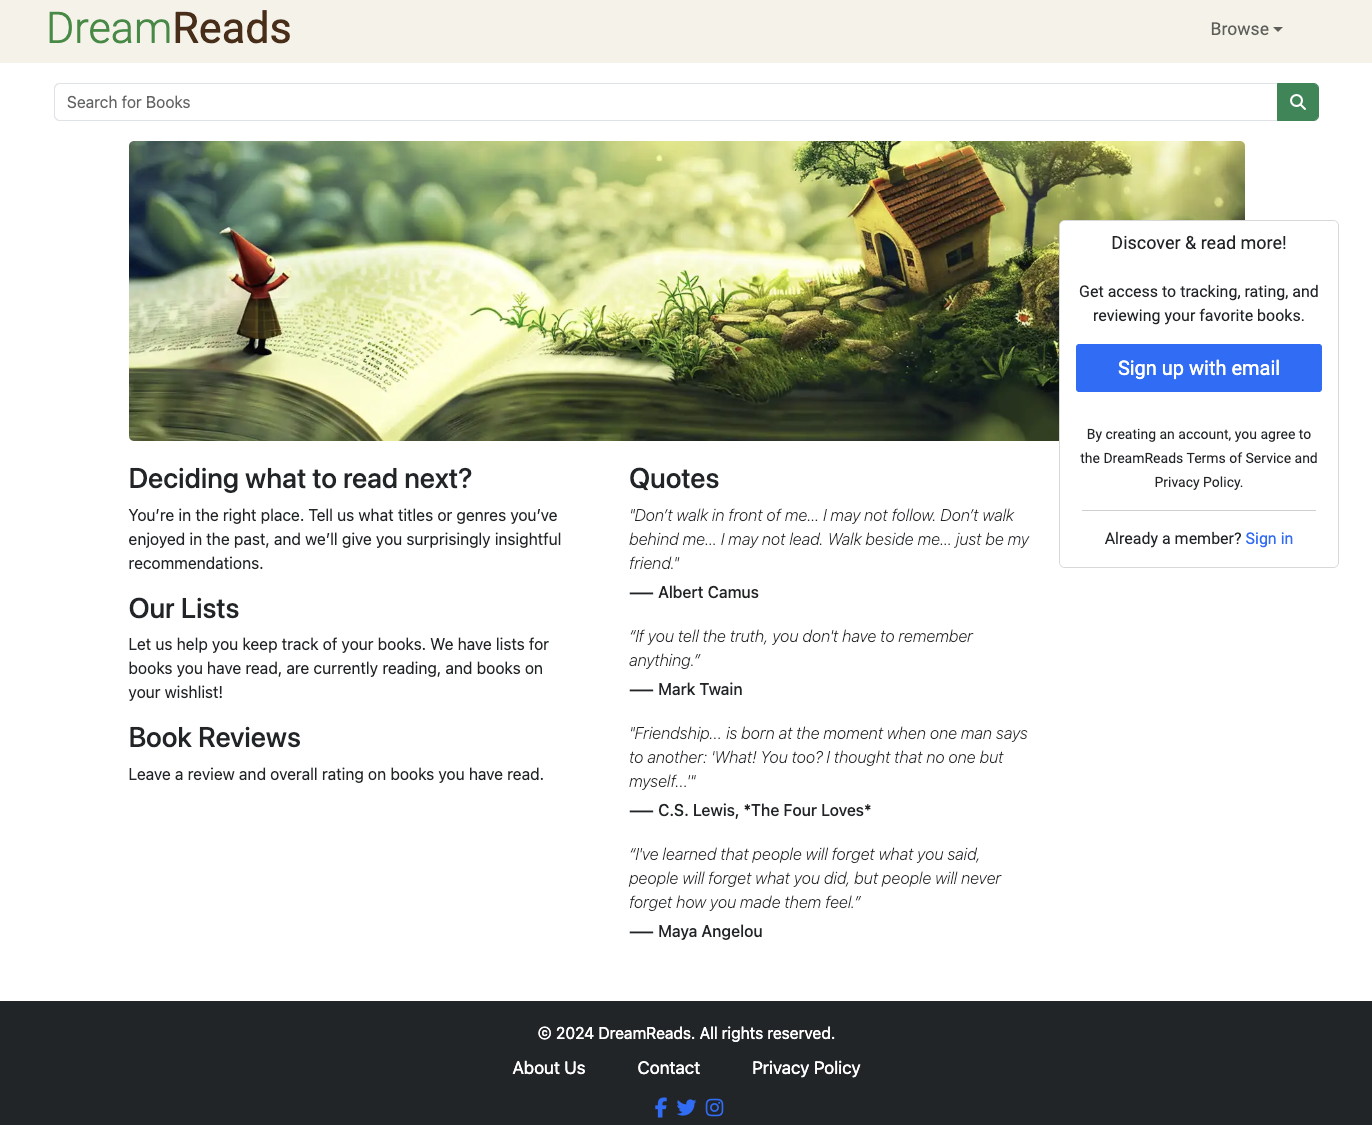 DreamReads
Browse
Search for Books
Discover & read more!
Get access to tracking, rating, and
reviewing your favorite books.
Sign up with email
By creating an account, you agree to
the DreamReads Terms of Service and
Privacy Policy.
Already a member? Sign in
Deciding what to read next?
You’re in the right place. Tell us what titles or genres you’ve
enjoyed in the past, and we’ll give you surprisingly insightful
recommendations.
Our Lists
Let us help you keep track of your books. We have lists for
books you have read, are currently reading, and books on
your wishlist!
Book Reviews
Leave a review and overall rating on books you have read.
Quotes
"Don’t walk in front of me... I may not follow. Don’t walk
behind me... I may not lead. Walk beside me... just be my
friend."
—– Albert Camus
“If you tell the truth, you don't have to remember
anything.”
—– Mark Twain
"Friendship... is born at the moment when one man says
to another: 'What! You too? I thought that no one but
myself...'"
—– C.S. Lewis, *The Four Loves*
“I've learned that people will forget what you said,
people will forget what you did, but people will never
forget how you made them feel.”
—– Maya Angelou
© 2024 DreamReads. All rights reserved.
About Us Contact Privacy Policy